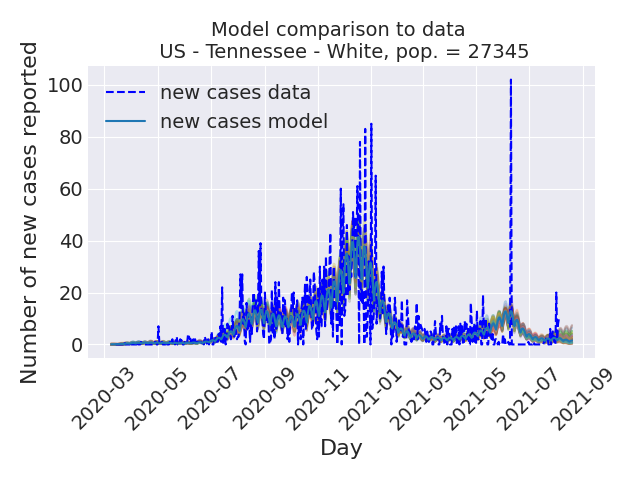 Model comparison to data
US - Tennessee - White, pop. = 27345
Number of new cases reported
new cases data
new cases model
100
80
60
40
20
0
2020-03
2020-05
2020-07
2020-09
2020-11
2021-01
2021-03
2021-05
2021-07
2021-09
Day